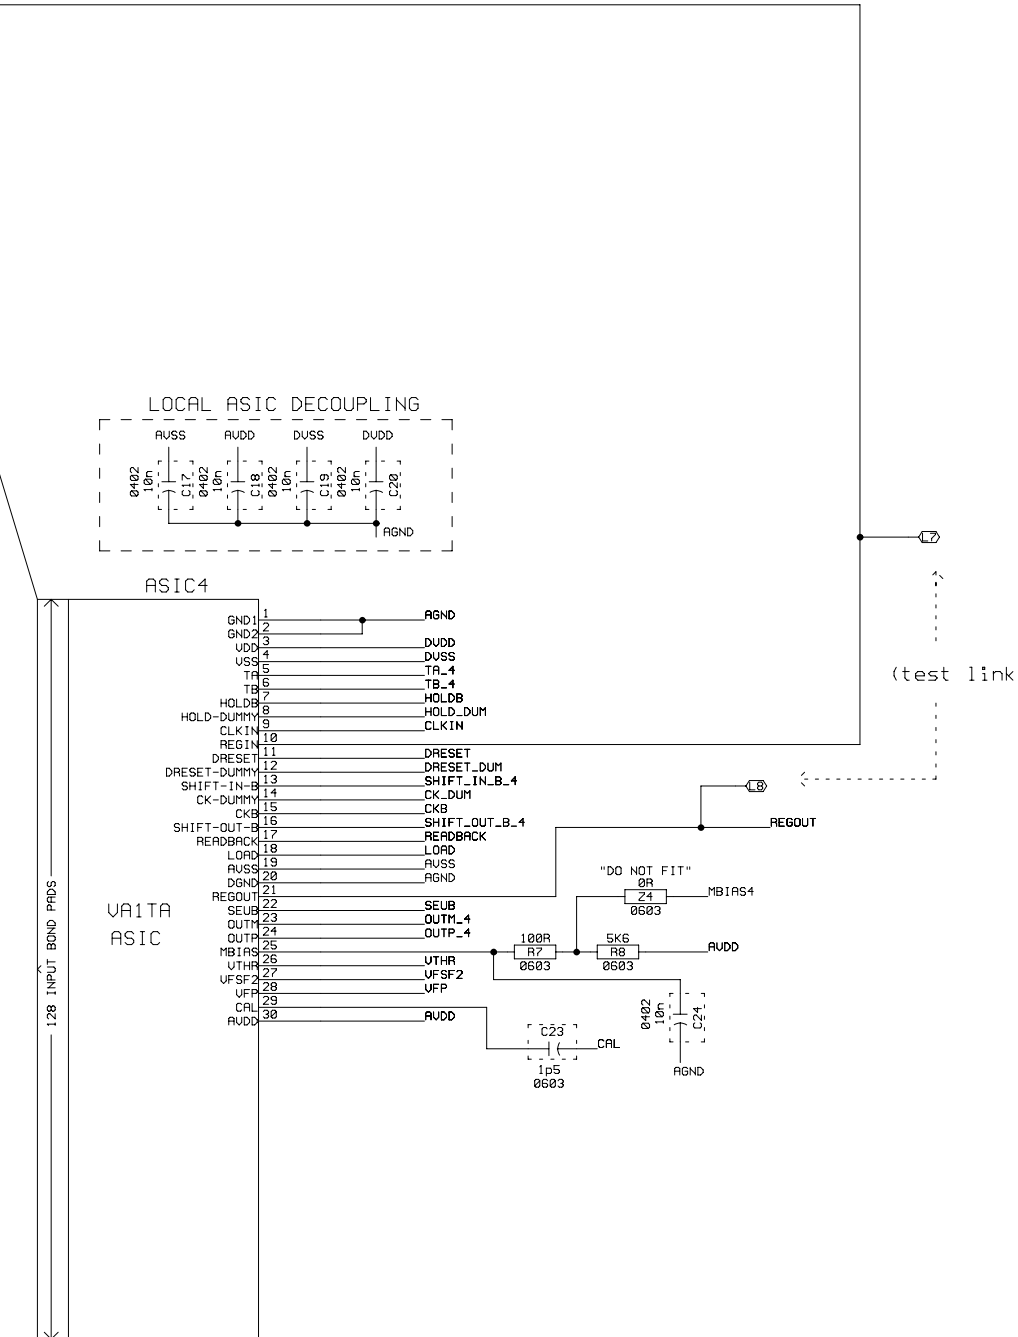 LOCAL ASIC DECOUPLING
AVSS AVDD DVSS DVDD
0402 10n C17 0402 10n C18 0402 10n C19 0402 10n C20
AGND
L7
ASIC4
GND1 1 AGND
GND2 2
VDD 3 DVDD
VSS 4 DVSS
TA 5 TA_4
TB 6 TB_4
HOLDB 7 HOLDB
HOLD-DUMMY 8 HOLD_DUM
CLKIN 9 CLKIN
REGIN 10
DRESET 11 DRESET
DRESET-DUMMY 12 DRESET_DUM
SHIFT-IN-B 13 SHIFT_IN_B_4
CK-DUMMY 14 CK_DUM
CKB 15 CKB
SHIFT-OUT-B 16 SHIFT_OUT_B_4
READBACK 17 READBACK
LOAD 18 LOAD
AVSS 19 AVSS
DGND 20 AGND
REGOUT 21
SEUB 22 SEUB
OUTM 23 OUTM_4
OUTP 24 OUTP_4
MBIAS 25
VTHR 26 VTHR
VFSF2 27 VFSF2
VFP 28 VFP
CAL 29
AVDD 30 AVDD
(test link
L8
REGOUT
"DO NOT FIT"
0R
Z4 MBIAS4
0603
100R 5K6
R7 R8 AVDD
0603 0603
0402 10n C24
AGND
C23
CAL
1p5
0603
VA1TA
ASIC
128 INPUT BOND PADS